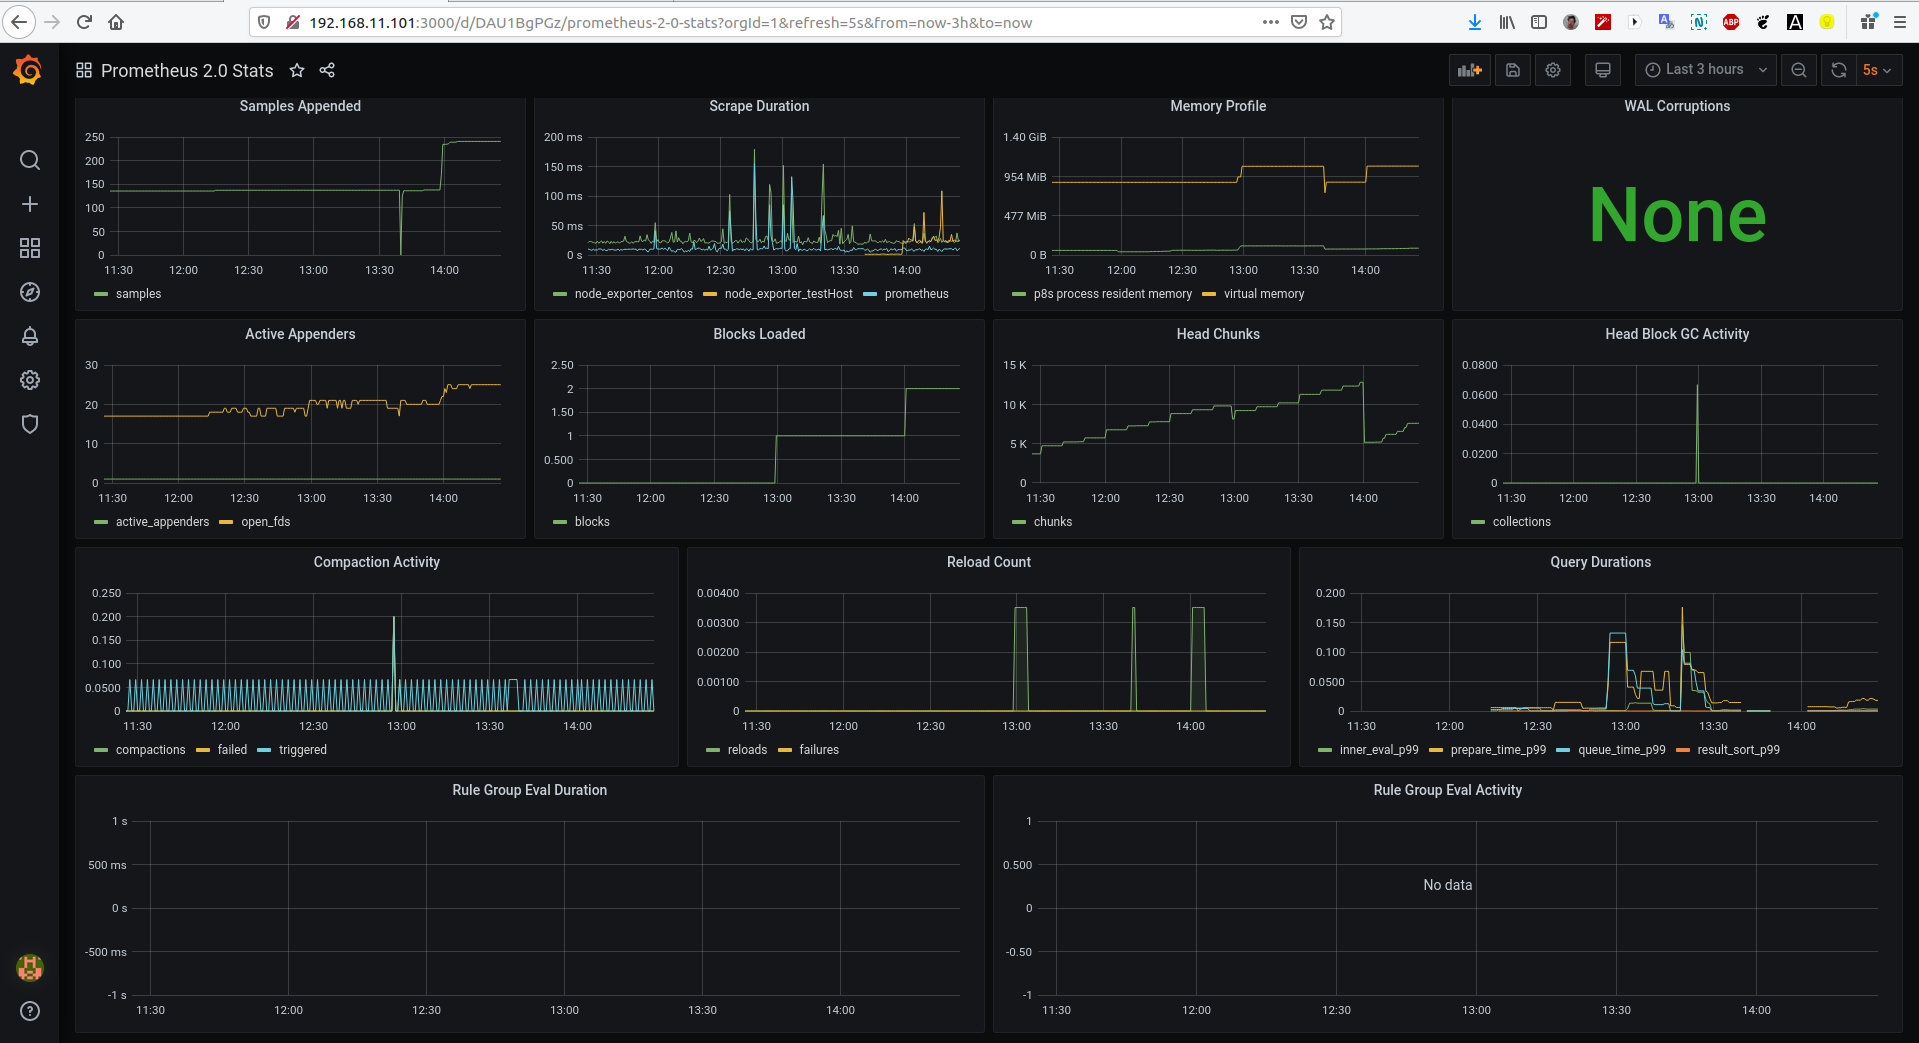 192.168.11.101:3000/d/DAU1BgPGz/prometheus-2-0-stats?orgId=1&refresh=5s&from=now-3h&to=now
ABP
Prometheus 2.0 Stats
Last 3 hours
5s
Samples Appended
250
200
150
100
50
0
11:30 12:00 12:30 13:00 13:30 14:00
samples
Scrape Duration
200 ms
150 ms
100 ms
50 ms
0 s
11:30 12:00 12:30 13:00 13:30 14:00
node_exporter_centos node_exporter_testHost prometheus
Memory Profile
1.40 GiB
954 MiB
477 MiB
0 B
11:30 12:00 12:30 13:00 13:30 14:00
p8s process resident memory virtual memory
WAL Corruptions
None
Active Appenders
30
20
10
0
11:30 12:00 12:30 13:00 13:30 14:00
active_appenders open_fds
Blocks Loaded
2.50
2
1.50
1
0.500
0
11:30 12:00 12:30 13:00 13:30 14:00
blocks
Head Chunks
15 K
10 K
5 K
0
11:30 12:00 12:30 13:00 13:30 14:00
chunks
Head Block GC Activity
0.0800
0.0600
0.0400
0.0200
0
11:30 12:00 12:30 13:00 13:30 14:00
collections
Compaction Activity
0.250
0.200
0.150
0.100
0.0500
0
11:30 12:00 12:30 13:00 13:30 14:00
compactions failed triggered
Reload Count
0.00400
0.00300
0.00200
0.00100
0
11:30 12:00 12:30 13:00 13:30 14:00
reloads failures
Query Durations
0.200
0.150
0.100
0.0500
0
11:30 12:00 12:30 13:00 13:30 14:00
inner_eval_p99 prepare_time_p99 queue_time_p99 result_sort_p99
Rule Group Eval Duration
1 s
500 ms
0 s
-500 ms
-1 s
11:30 12:00 12:30 13:00 13:30 14:00
Rule Group Eval Activity
1
0.500
No data
0
-0.50
-1
11:30 12:00 12:30 13:00 13:30 14:00